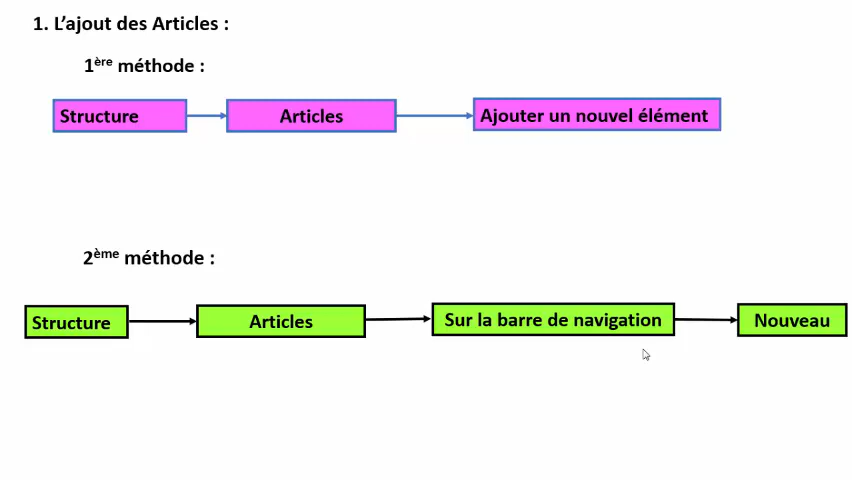 1. L’ajout des Articles :
1ère méthode :
Structure
Articles
Ajouter un nouvel élément
2ème méthode :
Structure
Articles
Sur la barre de navigation
Nouveau